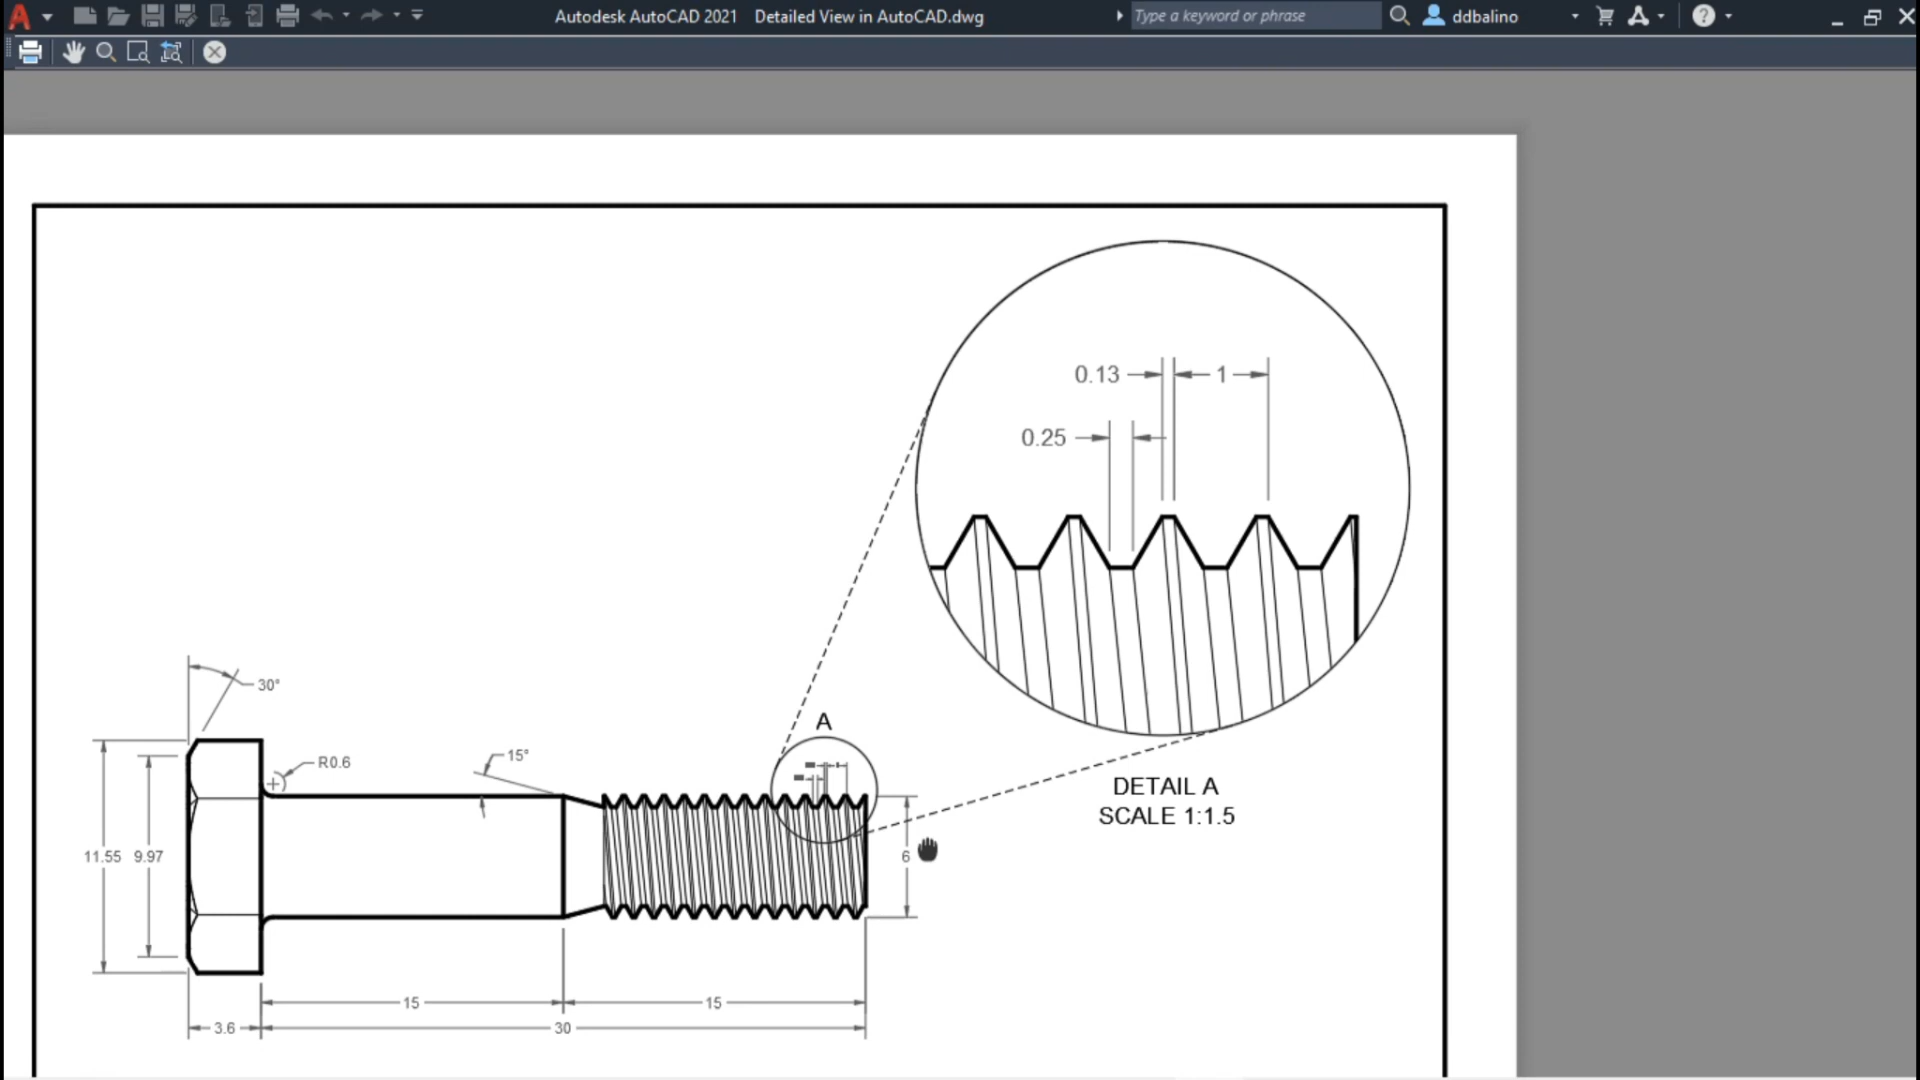 Autodesk AutoCAD 2021 Detailed View in AutoCAD.dwg
Type a keyword or phrase
ddbalino
0.13
1
0.25
30°
A
R0.6
15°
DETAIL A
SCALE 1:1.5
11.55
9.97
6
15
15
3.6
30